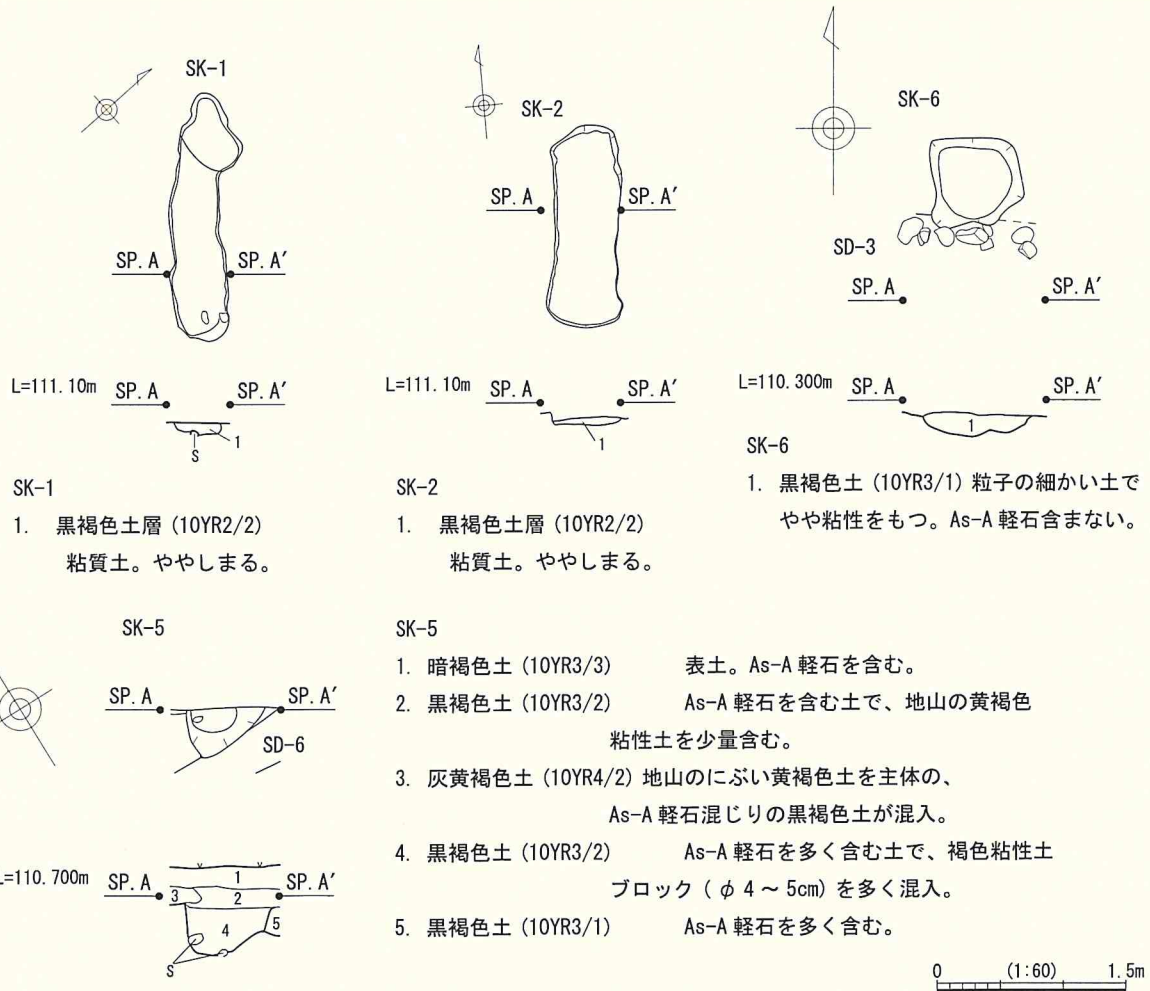 SK-1
SP. A
SP. A′
L=111.10m
SP. A
SP. A′
1
S
SK-1
1. 黒褐色土層 (10YR2/2)
粘質土。ややしまる。
SK-2
SP. A
SP. A′
L=111.10m
SP. A
SP. A′
1
SK-2
1. 黒褐色土層 (10YR2/2)
粘質土。ややしまる。
SK-6
SD-3
SP. A
SP. A′
L=110.300m
SP. A
SP. A′
1
SK-6
1. 黒褐色土 (10YR3/1) 粒子の細かい土で
やや粘性をもつ。As-A 軽石含まない。
SK-5
SP. A
SP. A′
SD-6
L=110.700m
SP. A
SP. A′
1
3
2
4
5
S
SK-5
1. 暗褐色土 (10YR3/3) 表土。As-A 軽石を含む。
2. 黒褐色土 (10YR3/2) As-A 軽石を含む土で、地山の黄褐色
粘性土を少量含む。
3. 灰黄褐色土 (10YR4/2) 地山のにぶい黄褐色土を主体の、
As-A 軽石混じりの黒褐色土が混入。
4. 黒褐色土 (10YR3/2) As-A 軽石を多く含む土で、褐色粘性土
ブロック ( φ 4 ～ 5cm) を多く混入。
5. 黒褐色土 (10YR3/1) As-A 軽石を多く含む。
0 (1:60) 1.5m